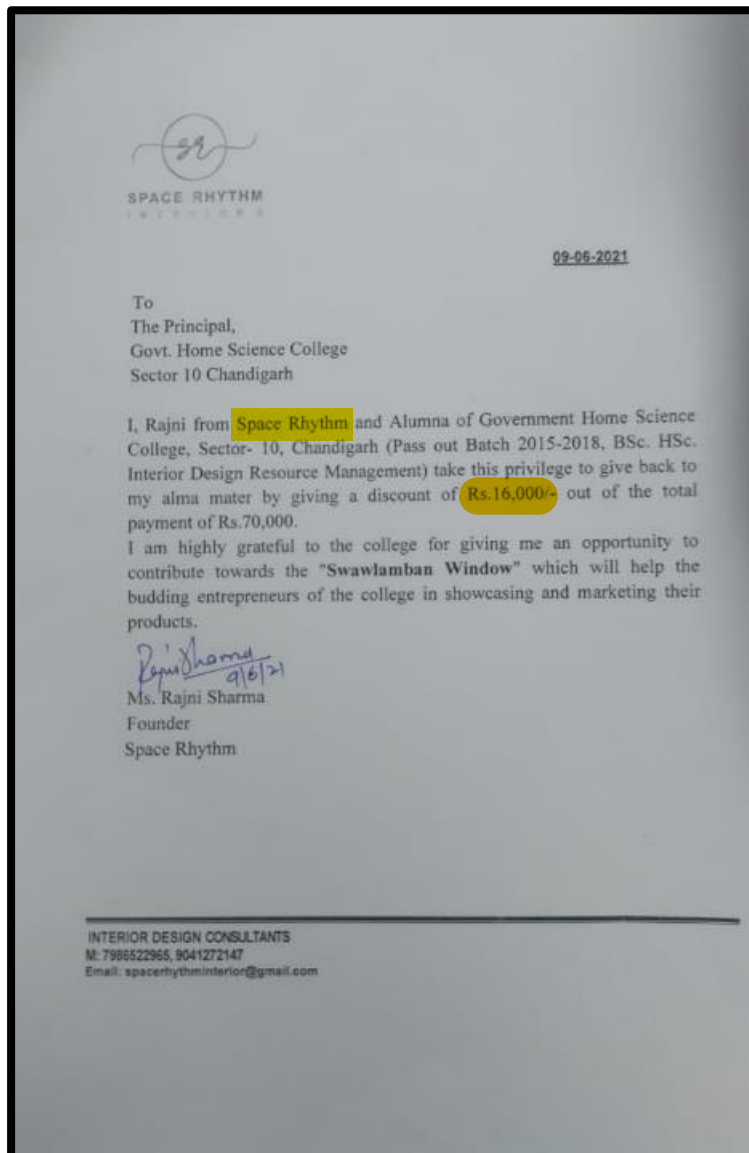 sr
SPACE RHYTHM
INTERIORS
09-06-2021
To
The Principal,
Govt. Home Science College
Sector 10 Chandigarh
I, Rajni from Space Rhythm and Alumna of Government Home Science
College, Sector- 10, Chandigarh (Pass out Batch 2015-2018, BSc. HSc.
Interior Design Resource Management) take this privilege to give back to
my alma mater by giving a discount of Rs.16,000/- out of the total
payment of Rs.70,000.
I am highly grateful to the college for giving me an opportunity to
contribute towards the "Swawlamban Window" which will help the
budding entrepreneurs of the college in showcasing and marketing their
products.
Rajni Sharma
9/6/21
Ms. Rajni Sharma
Founder
Space Rhythm
INTERIOR DESIGN CONSULTANTS
M: 7986522965, 9041272147
Email: spacerhythminterior@gmail.com